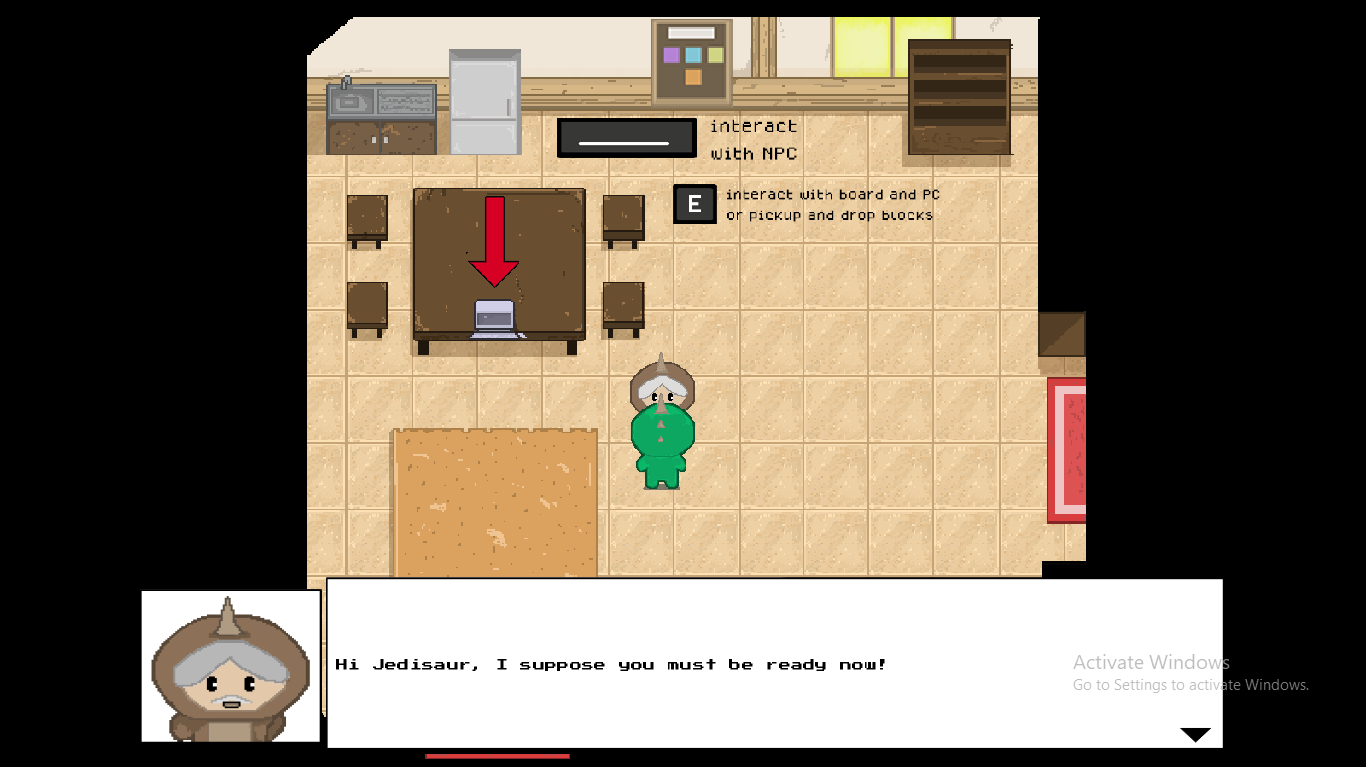 interact
with NPC
E
interact with board and PC
or pickup and drop blocks
Hi Jedisaur, I suppose you must be ready now!
Activate Windows
Go to Settings to activate Windows.